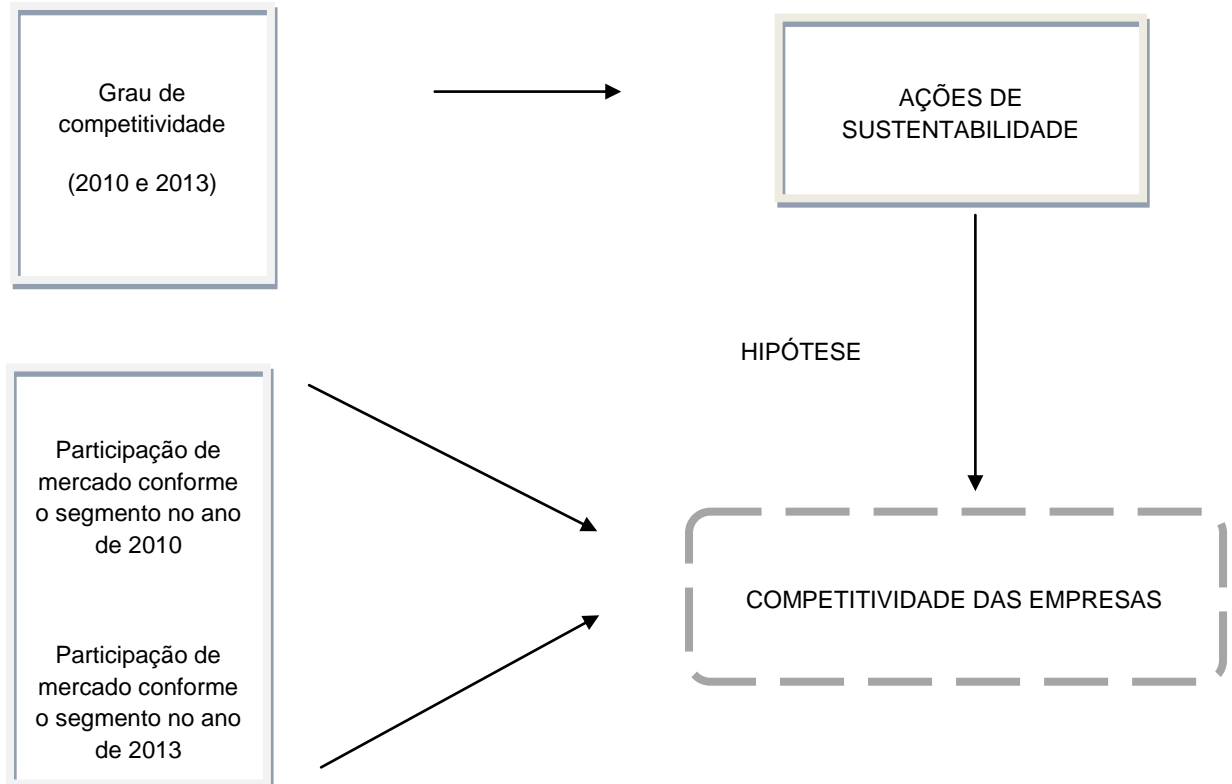 Grau de
competitividade
(2010 e 2013)
AÇÕES DE
SUSTENTABILIDADE
HIPÓTESE
Participação de
mercado conforme
o segmento no ano
de 2010
Participação de
mercado conforme
o segmento no ano
de 2013
COMPETITIVIDADE DAS EMPRESAS